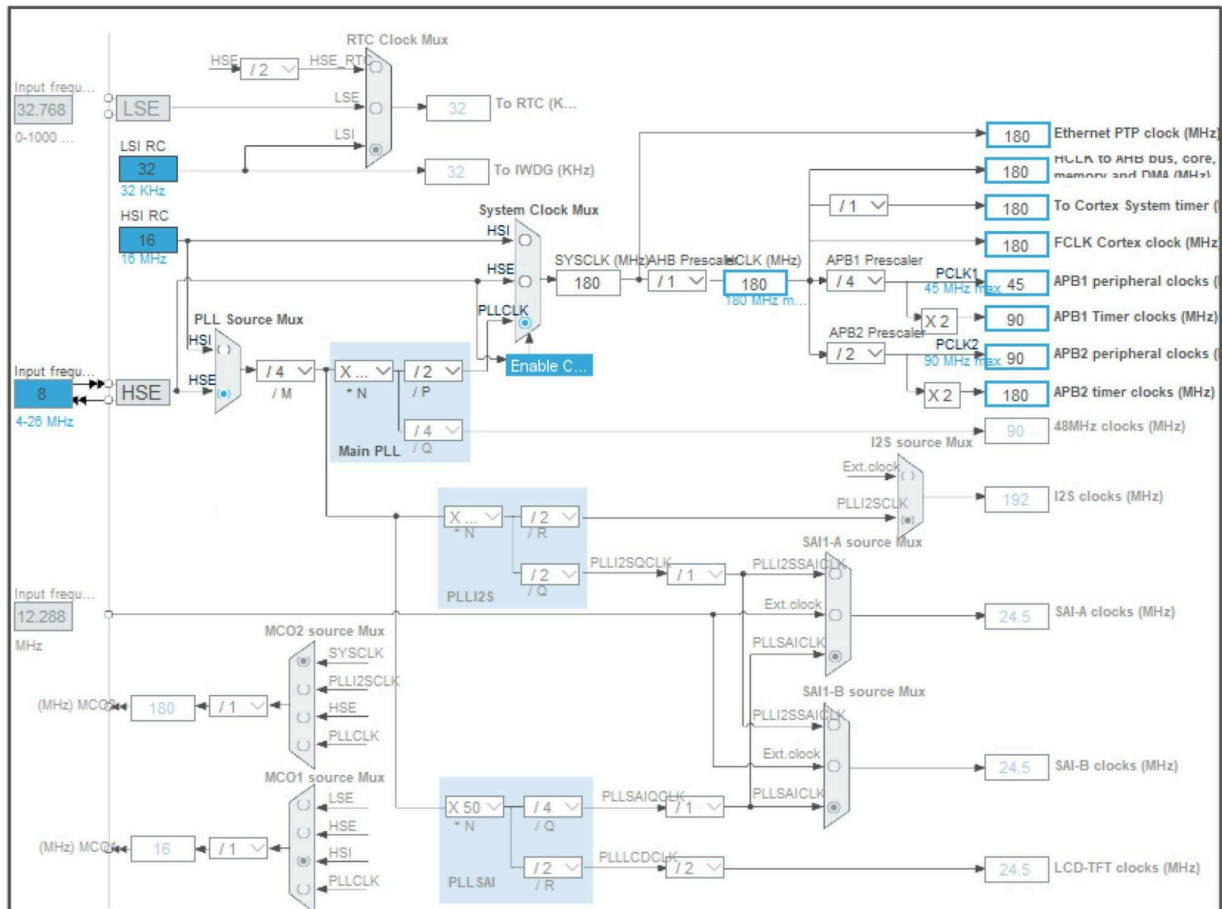 RTC Clock Mux
HSE
/ 2
HSE_RTC
Input frequ...
32.768
0-1000 ...
LSE
LSE
32
To RTC (K...
LSI RC
32
32 KHz
LSI
32
To IWDG (KHz)
HSI RC
16
16 MHz
System Clock Mux
HSI
HSE
PLLCLK
SYSCLK (MHz)
180
AHB Prescaler
/ 1
HCLK (MHz)
180
180 MHz m...
Enable C...
180
Ethernet PTP clock (MHz)
180
HCLK to AHB bus, core,
memory and DMA (MHz)
/ 1
180
To Cortex System timer (
180
FCLK Cortex clock (MHz
APB1 Prescaler
/ 4
PCLK1
45 MHz max
45
APB1 peripheral clocks (
X 2
90
APB1 Timer clocks (MHz)
APB2 Prescaler
/ 2
PCLK2
90 MHz max
90
APB2 peripheral clocks (
X 2
180
APB2 timer clocks (MHz)
PLL Source Mux
HSI
HSE
Input frequ...
8
4-26 MHz
HSE
/ 4
/ M
X ...
* N
/ 2
/ P
/ 4
/ Q
Main PLL
90
48MHz clocks (MHz)
I2S source Mux
Ext.clock
PLLI2SCLK
192
I2S clocks (MHz)
X ...
* N
/ 2
/ R
/ 2
/ Q
PLLI2S
PLLI2SQCLK
/ 1
SAI1-A source Mux
PLLI2SSAICLK
Ext.clock
PLLSAICLK
24.5
SAI-A clocks (MHz)
Input frequ...
12.288
MHz
MCO2 source Mux
SYSCLK
PLLI2SCLK
HSE
PLLCLK
(MHz) MCO2
180
/ 1
SAI1-B source Mux
PLLI2SSAICLK
Ext.clock
PLLSAICLK
24.5
SAI-B clocks (MHz)
MCO1 source Mux
LSE
HSE
HSI
PLLCLK
(MHz) MCO1
16
/ 1
X 50
* N
/ 4
/ Q
/ 2
/ R
PLLSAI
PLLSAIQCLK
/ 1
PLLLCDCLK
/ 2
24.5
LCD-TFT clocks (MHz)